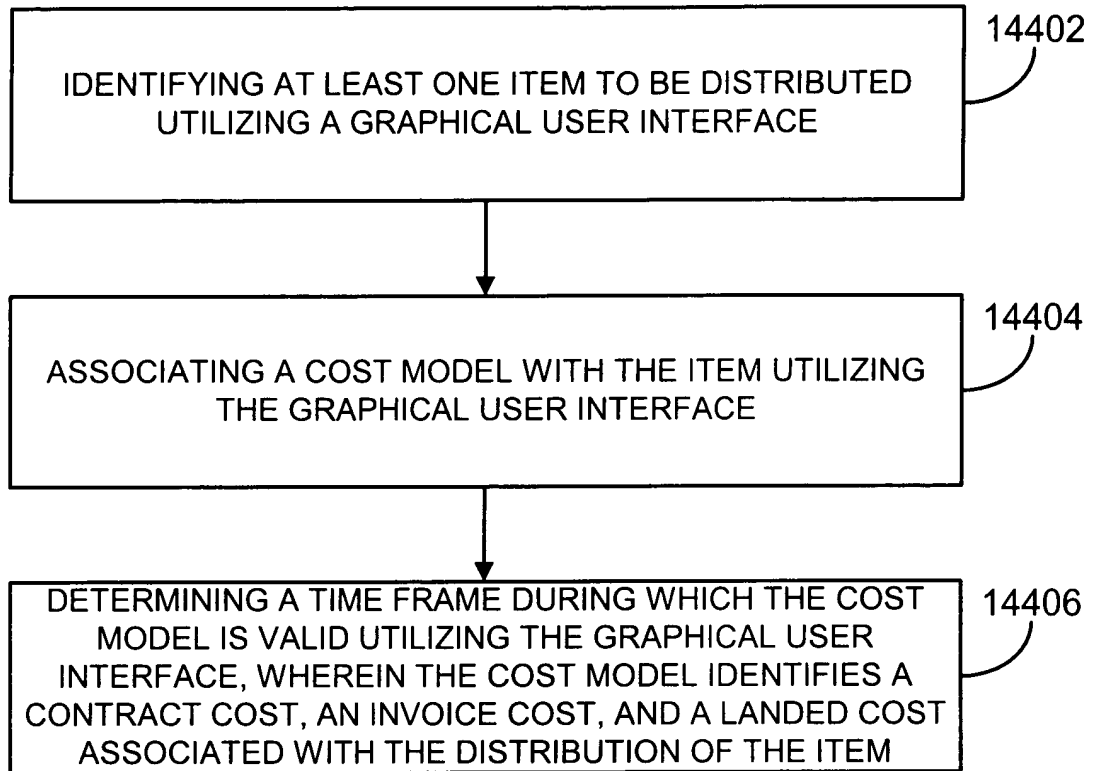 14402
IDENTIFYING AT LEAST ONE ITEM TO BE DISTRIBUTED
UTILIZING A GRAPHICAL USER INTERFACE
14404
ASSOCIATING A COST MODEL WITH THE ITEM UTILIZING
THE GRAPHICAL USER INTERFACE
14406
DETERMINING A TIME FRAME DURING WHICH THE COST
MODEL IS VALID UTILIZING THE GRAPHICAL USER
INTERFACE, WHEREIN THE COST MODEL IDENTIFIES A
CONTRACT COST, AN INVOICE COST, AND A LANDED COST
ASSOCIATED WITH THE DISTRIBUTION OF THE ITEM